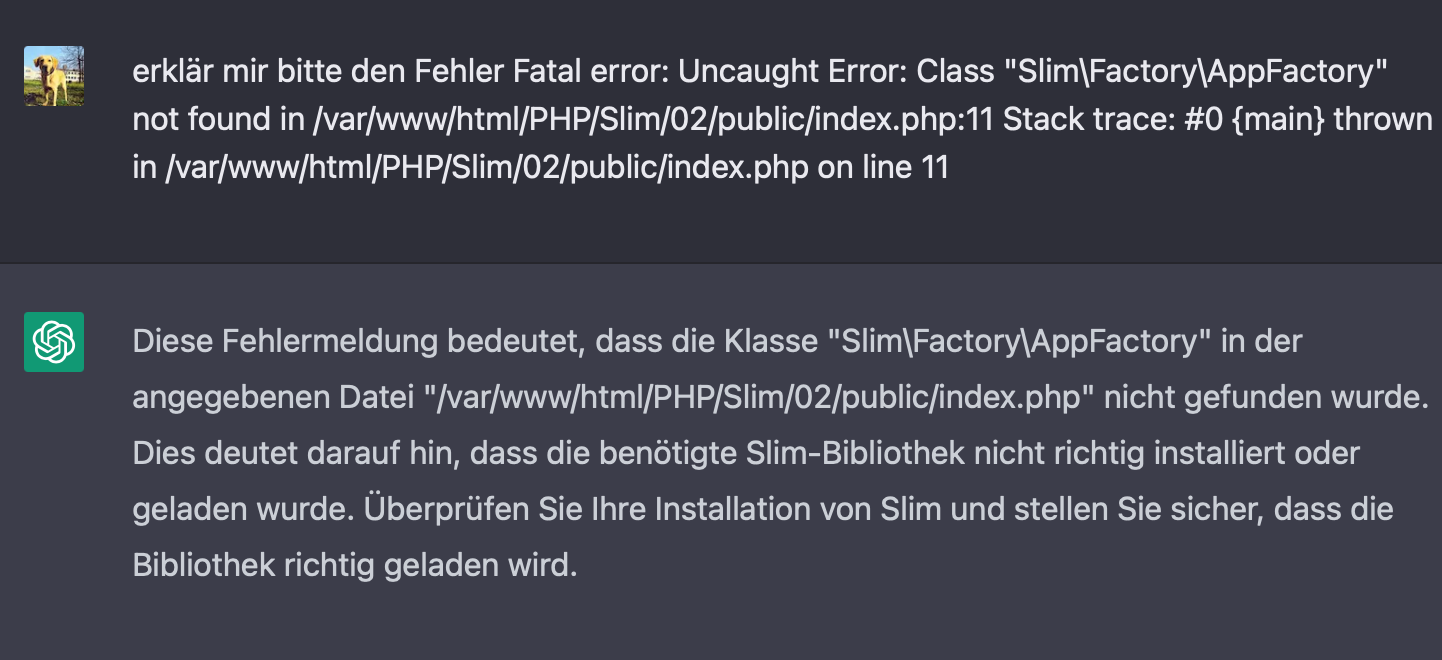 erklär mir bitte den Fehler Fatal error: Uncaught Error: Class "Slim\Factory\AppFactory"
not found in /var/www/html/PHP/Slim/02/public/index.php:11 Stack trace: #0 {main} thrown
in /var/www/html/PHP/Slim/02/public/index.php on line 11
Diese Fehlermeldung bedeutet, dass die Klasse "Slim\Factory\AppFactory" in der
angegebenen Datei "/var/www/html/PHP/Slim/02/public/index.php" nicht gefunden wurde.
Dies deutet darauf hin, dass die benötigte Slim-Bibliothek nicht richtig installiert oder
geladen wurde. Überprüfen Sie Ihre Installation von Slim und stellen Sie sicher, dass die
Bibliothek richtig geladen wird.